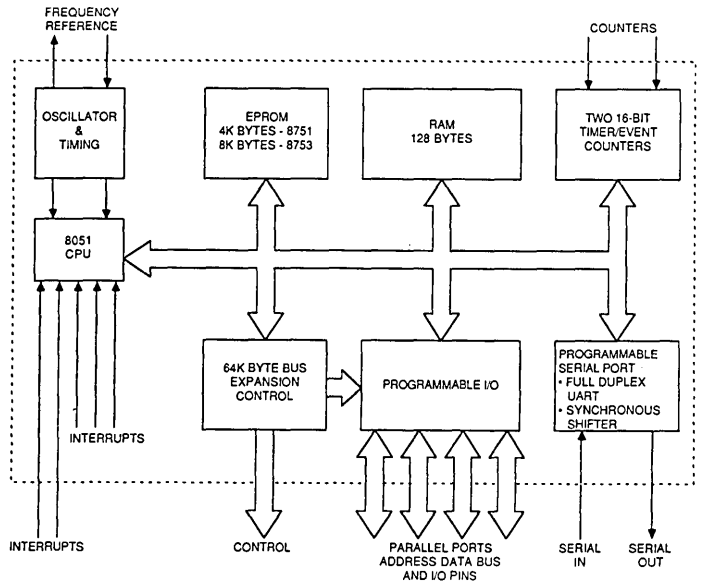 FREQUENCY
REFERENCE
COUNTERS
OSCILLATOR
&
TIMING
EPROM
4K BYTES - 8751
8K BYTES - 8753
RAM
128 BYTES
TWO 16-BIT
TIMER/EVENT
COUNTERS
8051
CPU
64K BYTE BUS
EXPANSION
CONTROL
PROGRAMMABLE I/O
PROGRAMMABLE
SERIAL PORT
• FULL DUPLEX
UART
• SYNCHRONOUS
SHIFTER
INTERRUPTS
INTERRUPTS
CONTROL
PARALLEL PORTS
ADDRESS DATA BUS
AND I/O PINS
SERIAL
IN
SERIAL
OUT